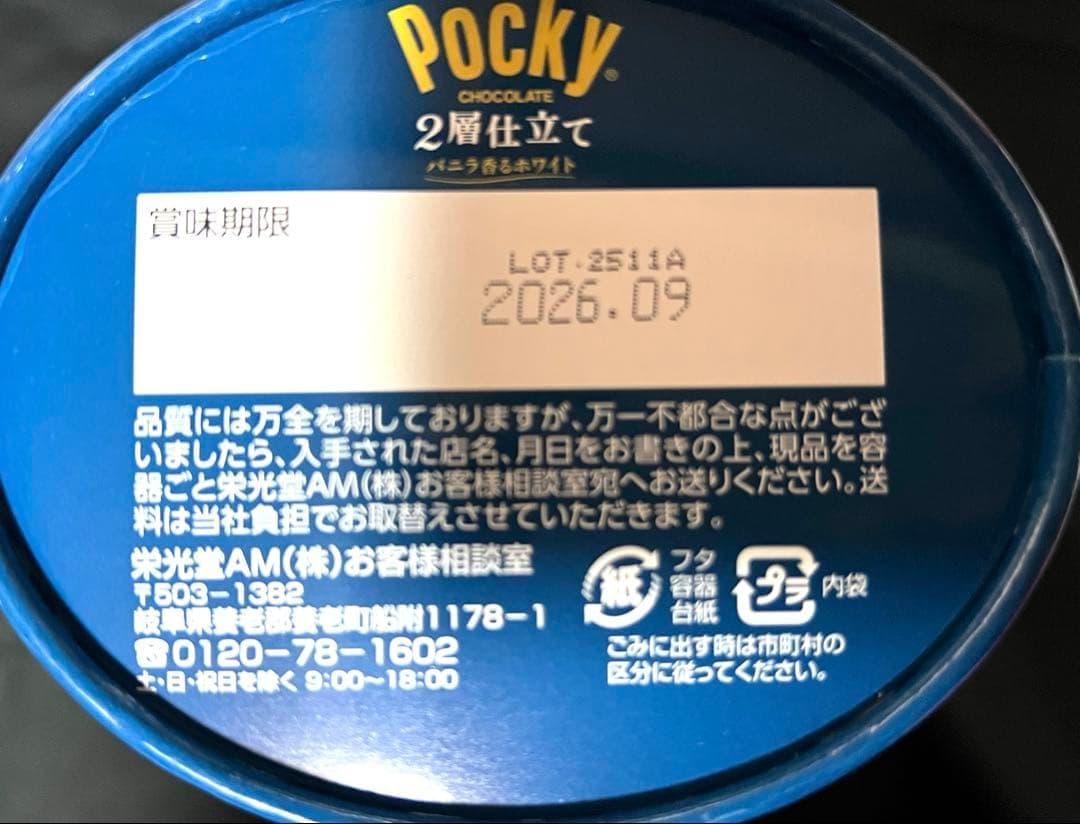 Pocky®
CHOCOLATE
2層仕立て
バニラ香るホワイト
賞味期限
LOT.2511A
2026.09
品質には万全を期しておりますが、万一不都合な点がござ
いましたら、入手された店名、月日をお書きの上、現品を容
器ごと栄光堂AM(株)お客様相談室宛へお送りください。送
料は当社負担でお取替えさせていただきます。
栄光堂AM(株)お客様相談室
〒503-1382
岐阜県養老郡養老町船附1178-1
☎0120-78-1602
土・日・祝日を除く 9:00〜18:00
紙
フタ
容器
台紙
プラ
内袋
ごみに出す時は市町村の
区分に従ってください。